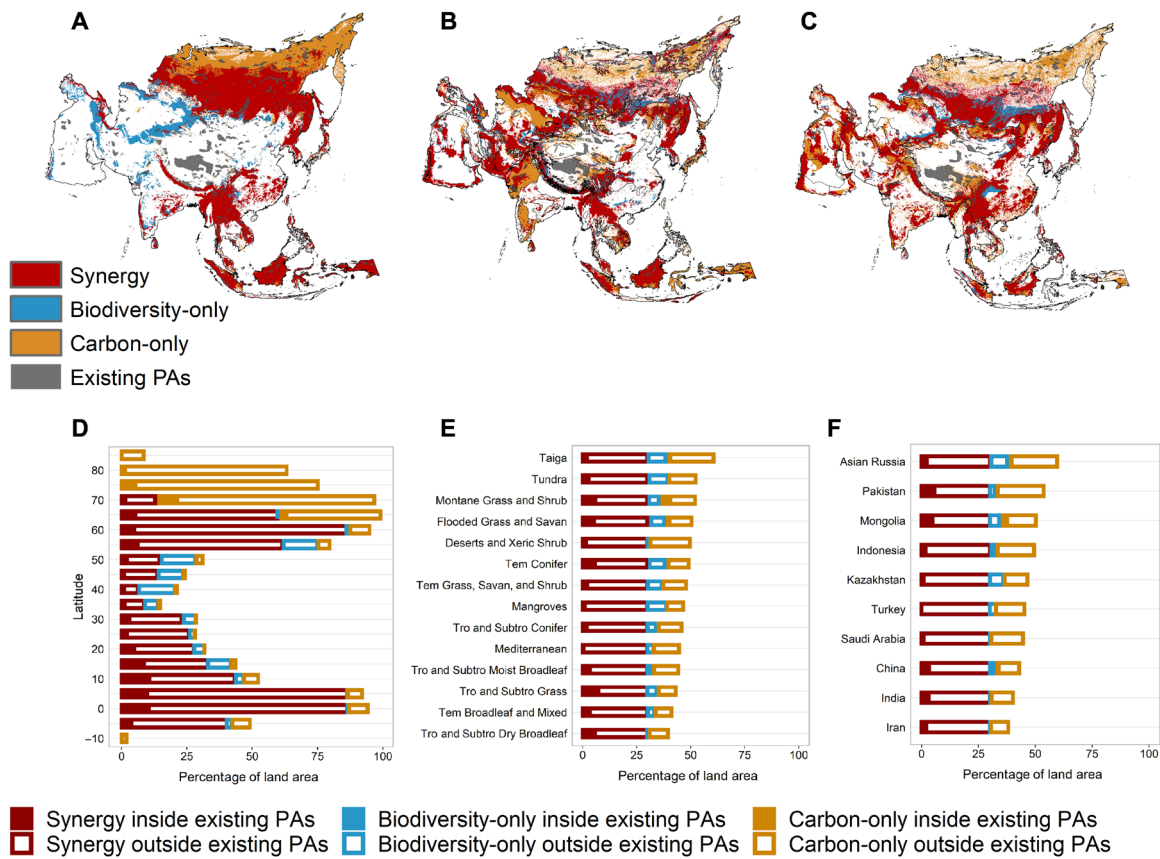 A
B
C
Synergy
Biodiversity-only
Carbon-only
Existing PAs
D
80
70
60
50
40
30
20
10
0
−10
Latitude
0 25 50 75 100
Percentage of land area
E
Taiga
Tundra
Montane Grass and Shrub
Flooded Grass and Savan
Deserts and Xeric Shrub
Tem Conifer
Tem Grass, Savan, and Shrub
Mangroves
Tro and Subtro Conifer
Mediterranean
Tro and Subtro Moist Broadleaf
Tro and Subtro Grass
Tem Broadleaf and Mixed
Tro and Subtro Dry Broadleaf
0 25 50 75 100
Percentage of land area
F
Asian Russia
Pakistan
Mongolia
Indonesia
Kazakhstan
Turkey
Saudi Arabia
China
India
Iran
0 25 50 75 100
Percentage of land area
Synergy inside existing PAs
Biodiversity-only inside existing PAs
Carbon-only inside existing PAs
Synergy outside existing PAs
Biodiversity-only outside existing PAs
Carbon-only outside existing PAs